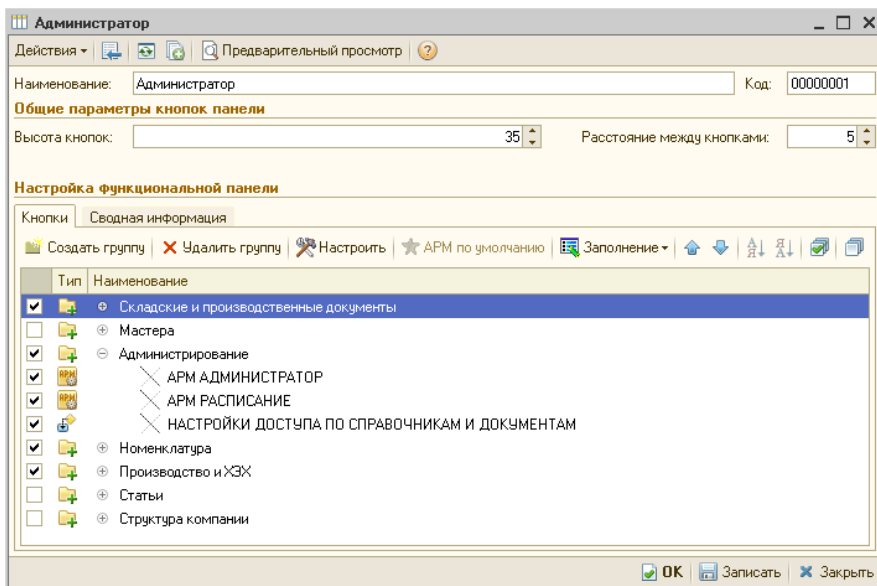 Администратор
Действия Предварительный просмотр
Наименование: Администратор Код: 00000001
Общие параметры кнопок панели
Высота кнопок: 35 Расстояние между кнопками: 5
Настройка функциональной панели
Кнопки Сводная информация
Создать группу Удалить группу Настроить АРМ по умолчанию Заполнение
Тип Наименование
Складские и производственные документы
Мастера
Администрирование
АРМ АДМИНИСТРАТОР
АРМ РАСПИСАНИЕ
НАСТРОЙКИ ДОСТУПА ПО СПРАВОЧНИКАМ И ДОКУМЕНТАМ
Номенклатура
Производство и ХЭХ
Статьи
Структура компании
OK Записать Закрыть